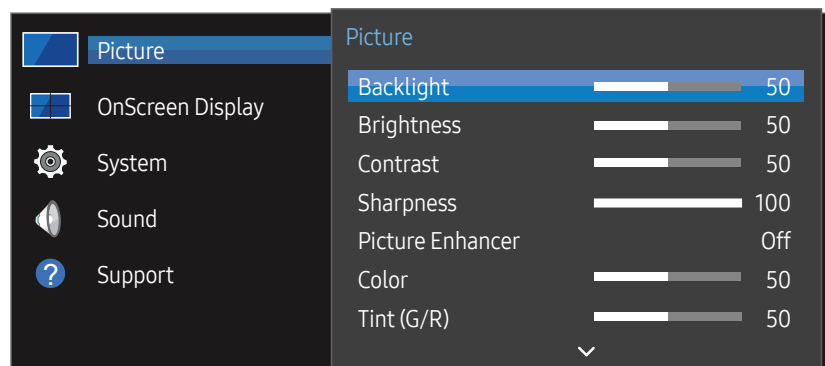 Picture
OnScreen Display
System
Sound
?
Support
Picture
Backlight 50
Brightness 50
Contrast 50
Sharpness 100
Picture Enhancer Off
Color 50
Tint (G/R) 50